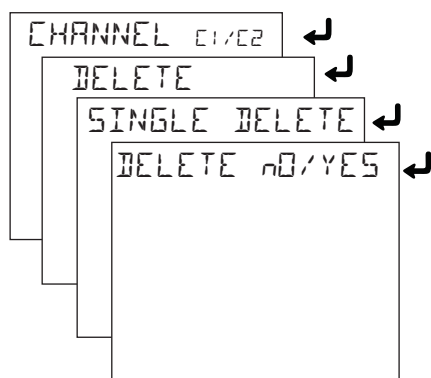 CHANNEL C1/C2
DELETE
SINGLE DELETE
DELETE nO/YES